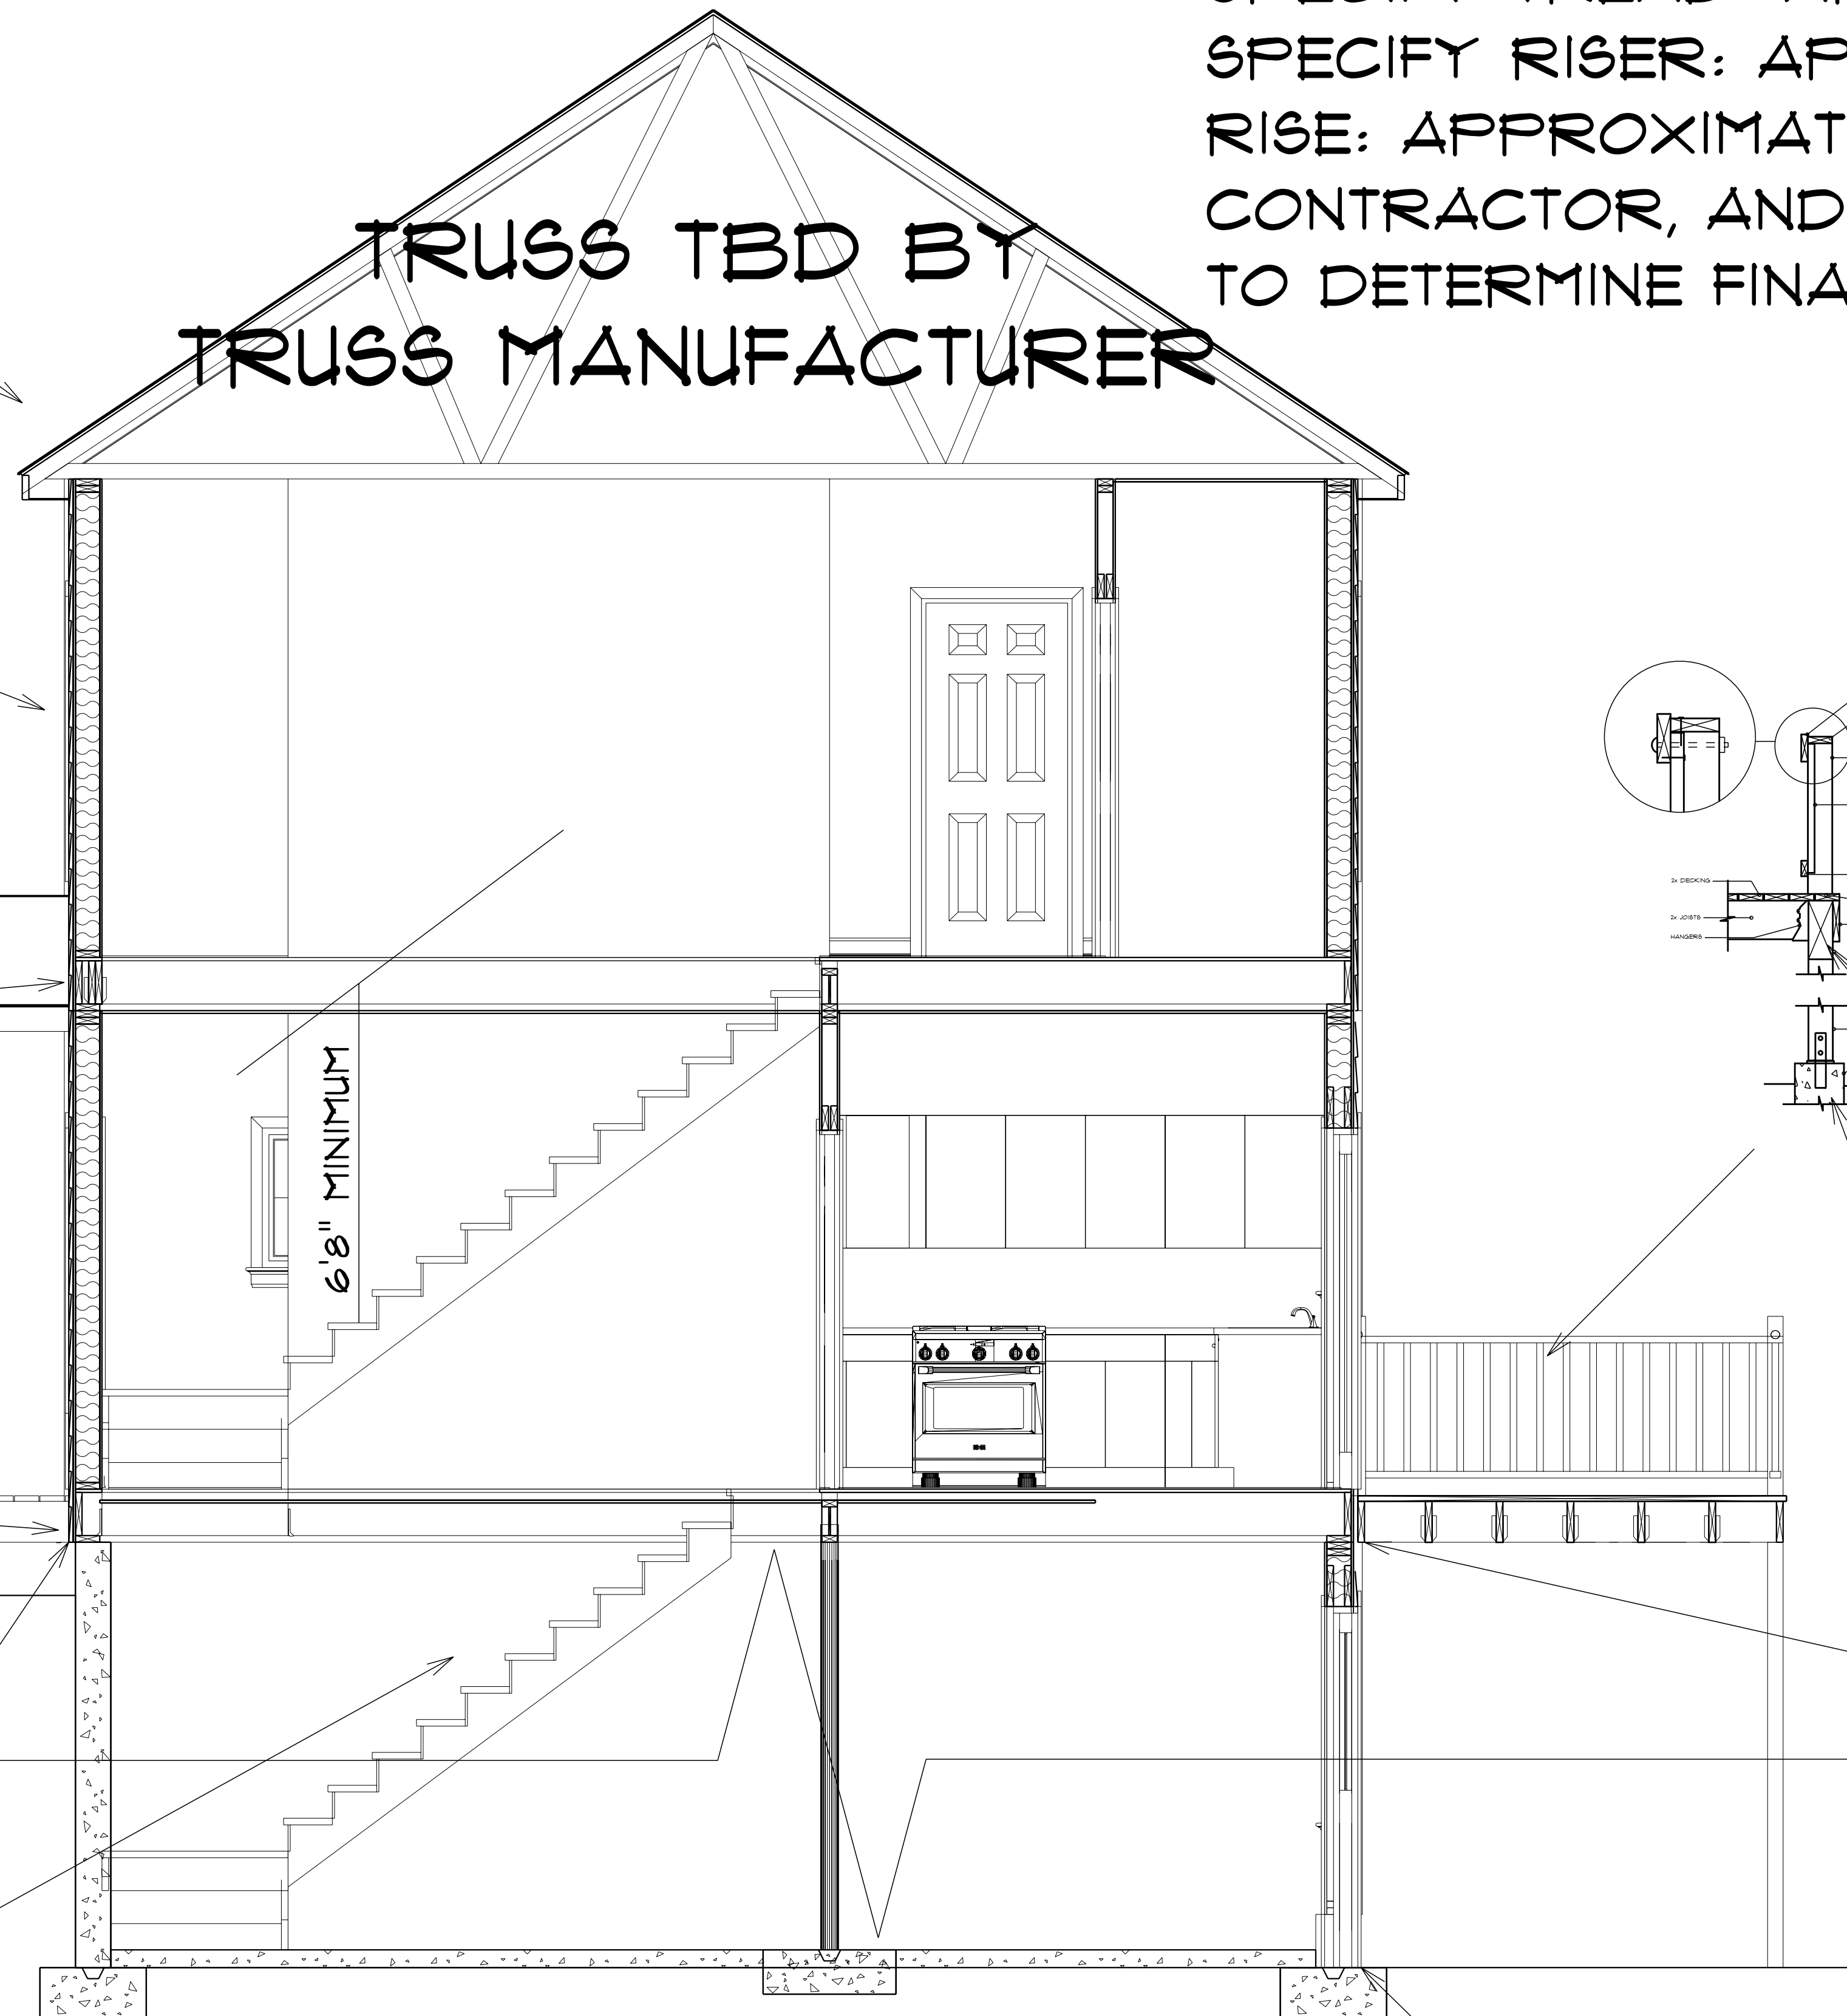 SPECIFY RISER: AP
RISE: APPROXIMAT
CONTRACTOR, AND
TO DETERMINE FINA
TRUSS TBD BY
TRUSS MANUFACTURER
2x DECKING
2x JOISTS
HANGERS
6'8" MINIMUM